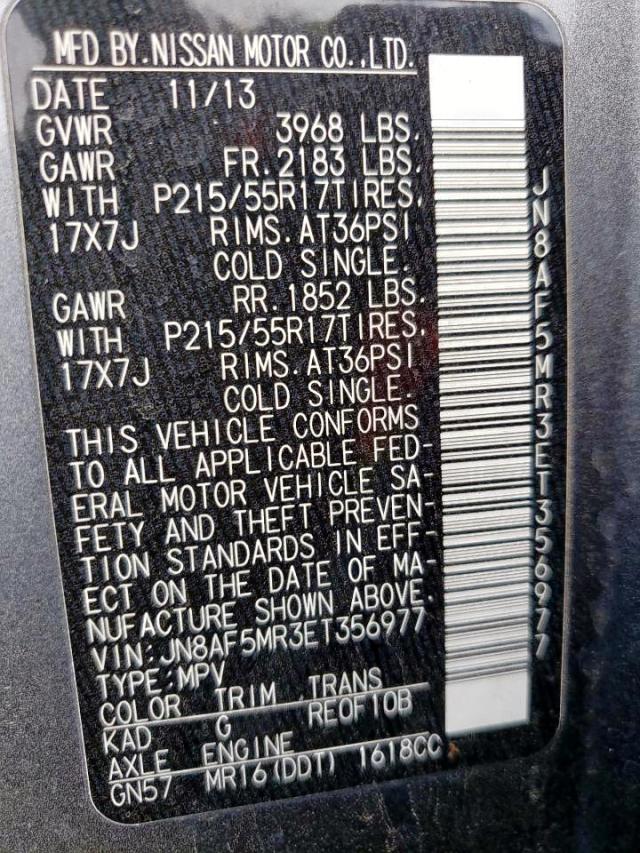 MFD BY.NISSAN MOTOR CO.,LTD.
DATE 11/13
GVWR 3968 LBS.
GAWR FR.2183 LBS.
WITH P215/55R17TIRES,
17X7J RIMS.AT36PSI
COLD SINGLE.
GAWR RR.1852 LBS.
WITH P215/55R17TIRES,
17X7J RIMS.AT36PSI
COLD SINGLE.
THIS VEHICLE CONFORMS
TO ALL APPLICABLE FED-
ERAL MOTOR VEHICLE SA-
FETY AND THEFT PREVEN-
TION STANDARDS IN EFF-
ECT ON THE DATE OF MA-
NUFACTURE SHOWN ABOVE.
VIN:JN8AF5MR3ET356977
TYPE:MPV
COLOR TRIM TRANS
KAD G RE0F10B
AXLE ENGINE
GN57 MR16(DDT) 1618CC
JN8AF5MR3ET356977